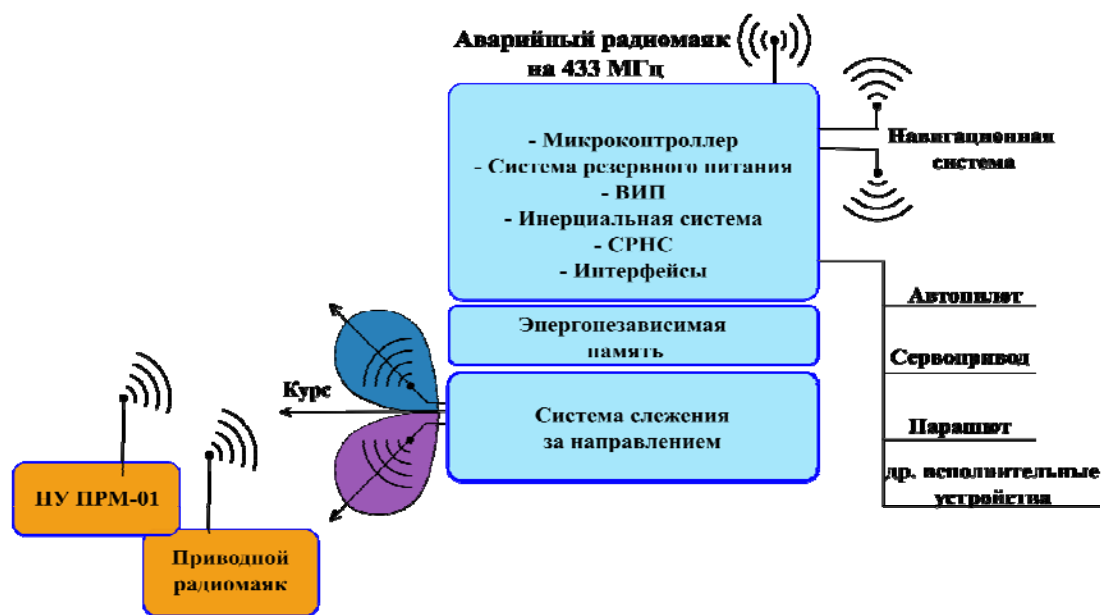 Аварийный радиомаяк
на 433 МГц
- Микроконтроллер
- Система резервного питания
- ВИП
- Инерциальная система
- СРНС
- Интерфейсы
Навигационная
система
Энергонезависимая
память
Система слежения
за направлением
Автопилот
Сервопривод
Парашют
др. исполнительные
устройства
Курс
НУ ПРМ-01
Приводной
радиомаяк